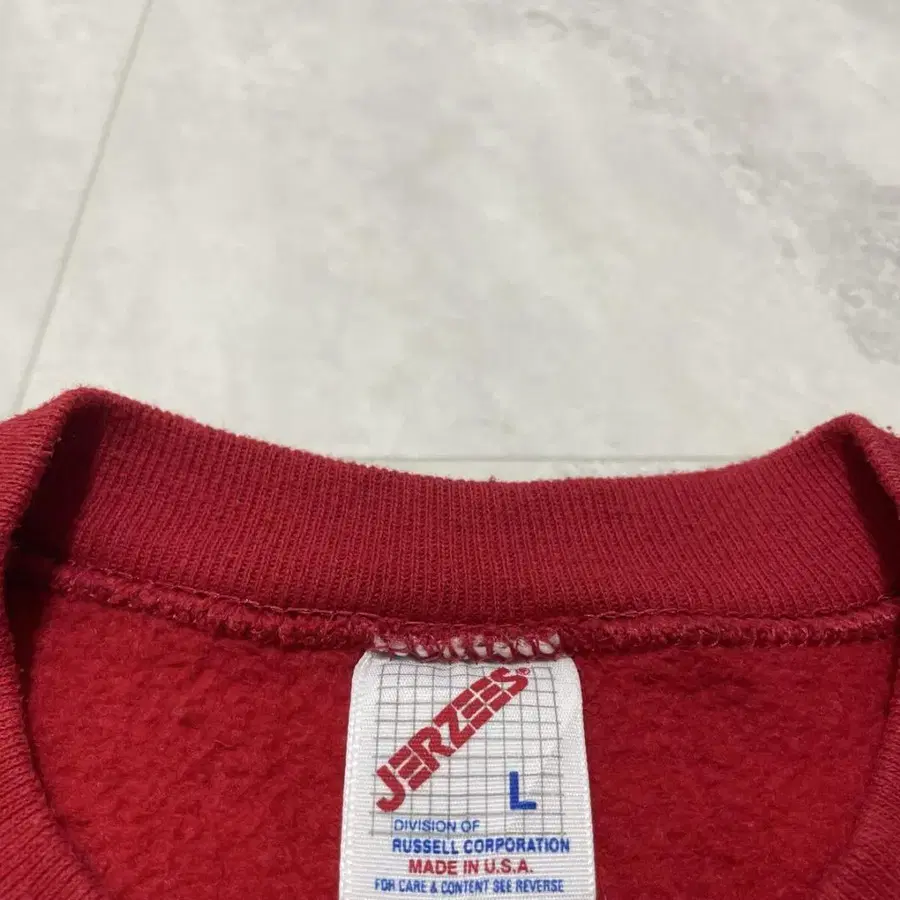 JERZEES®
L
DIVISION OF
RUSSELL CORPORATION
MADE IN U.S.A.
FOR CARE & CONTENT SEE REVERSE